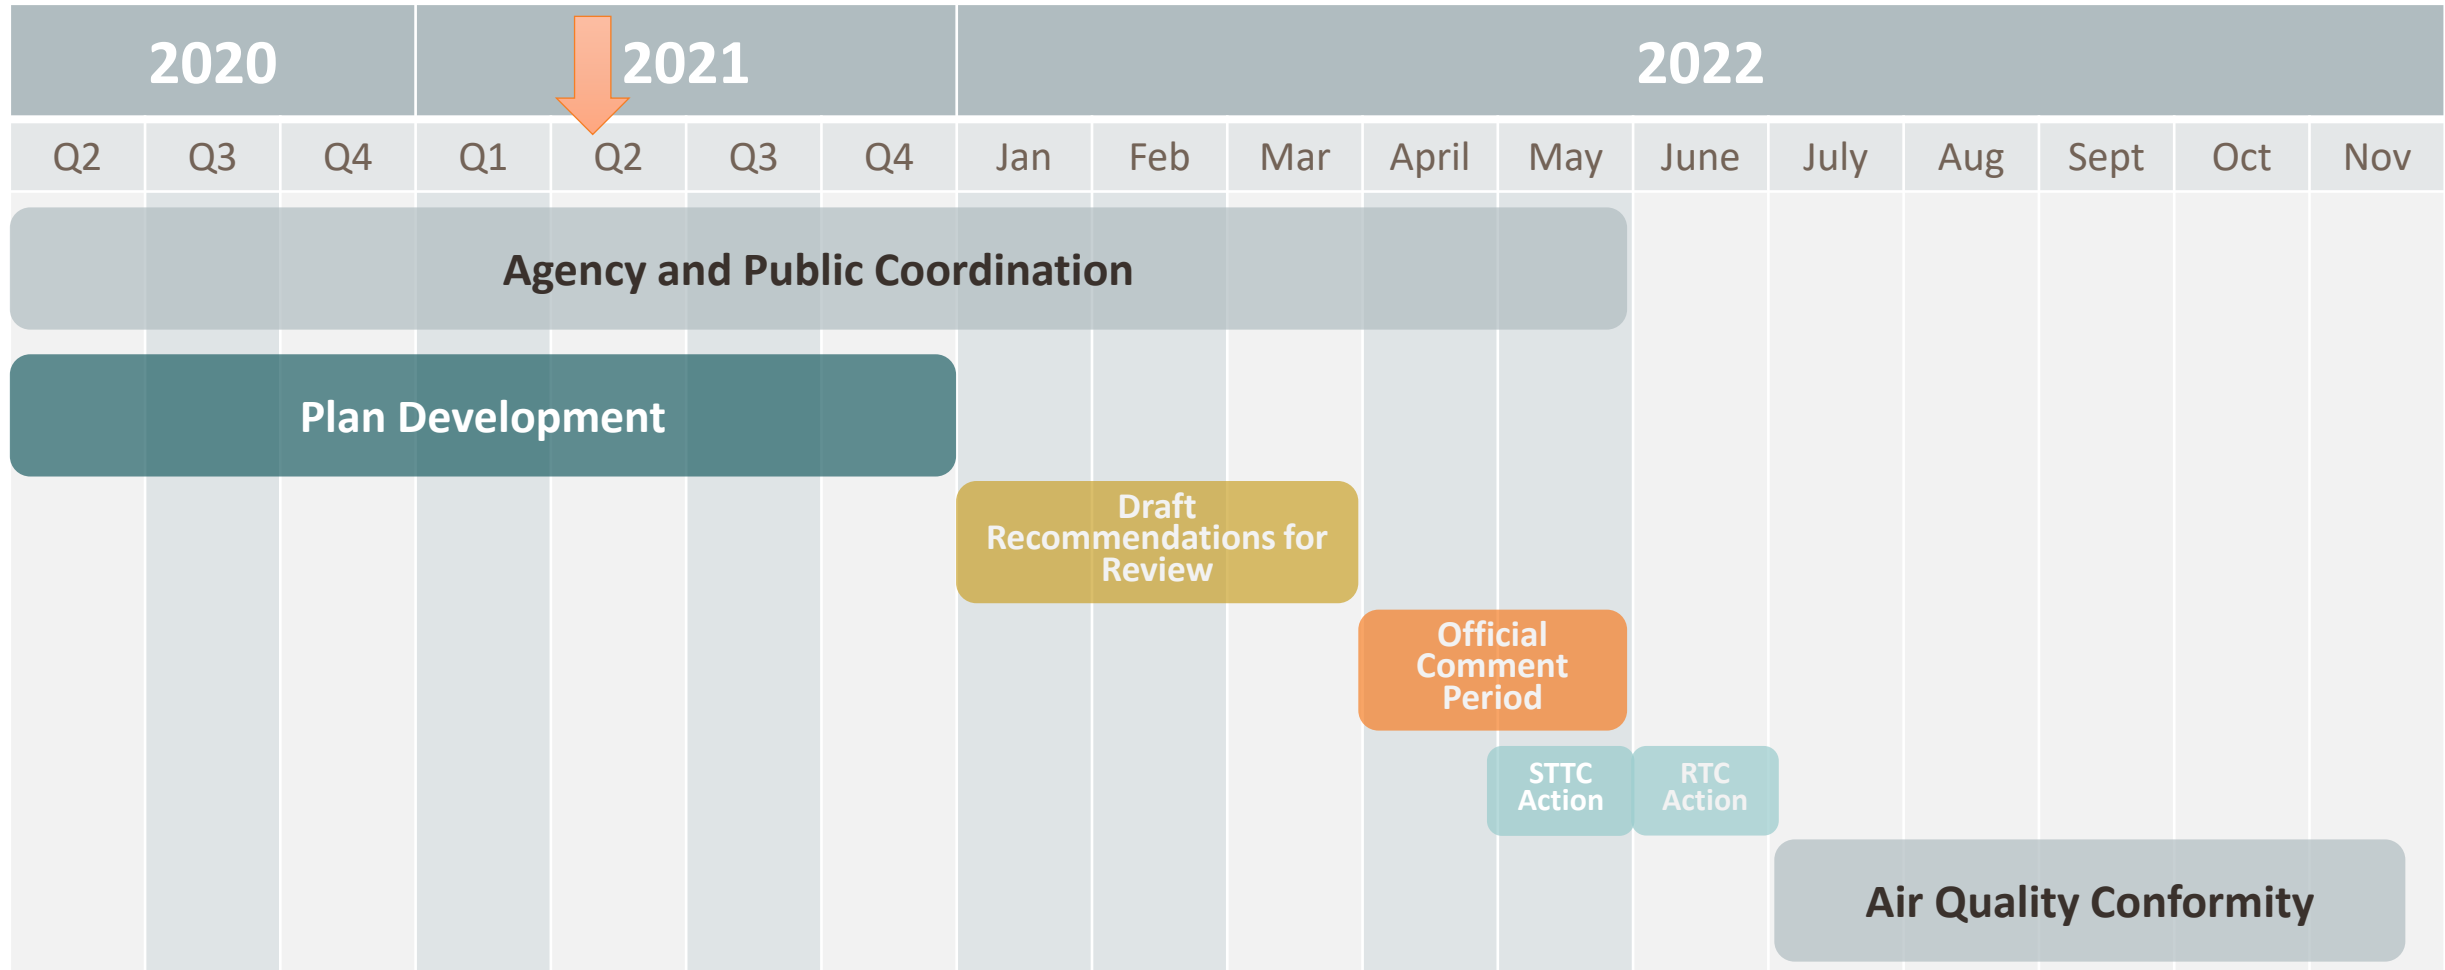 2020 2021 2022
Q2 Q3 Q4 Q1 Q2 Q3 Q4 Jan Feb Mar April May June July Aug Sept Oct Nov
Agency and Public Coordination
Plan Development
Draft
Recommendations for
Review
Official
Comment
Period
STTC
Action
RTC
Action
Air Quality Conformity